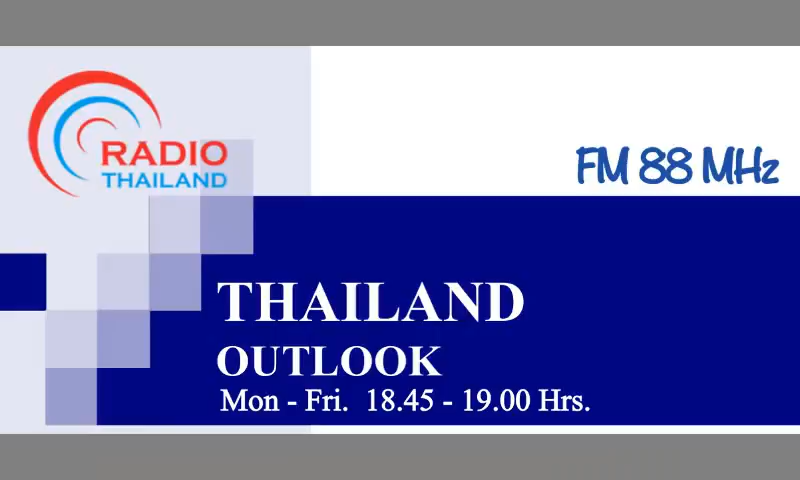 RADIO
THAILAND
FM 88 MHz
THAILAND
OUTLOOK
Mon - Fri. 18.45 - 19.00 Hrs.